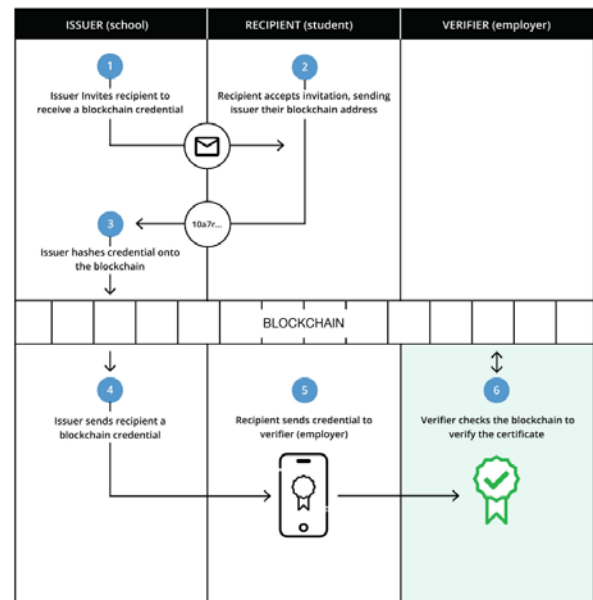 ISSUER (school)
RECIPIENT (student)
VERIFIER (employer)
1
Issuer Invites recipient to
receive a blockchain credential
2
Recipient accepts invitation, sending
issuer their blockchain address
10a7r...
3
Issuer hashes credential onto
the blockchain
BLOCKCHAIN
4
Issuer sends recipient a
blockchain credential
5
Recipient sends credential to
verifier (employer)
6
Verifier checks the blockchain to
verify the certificate